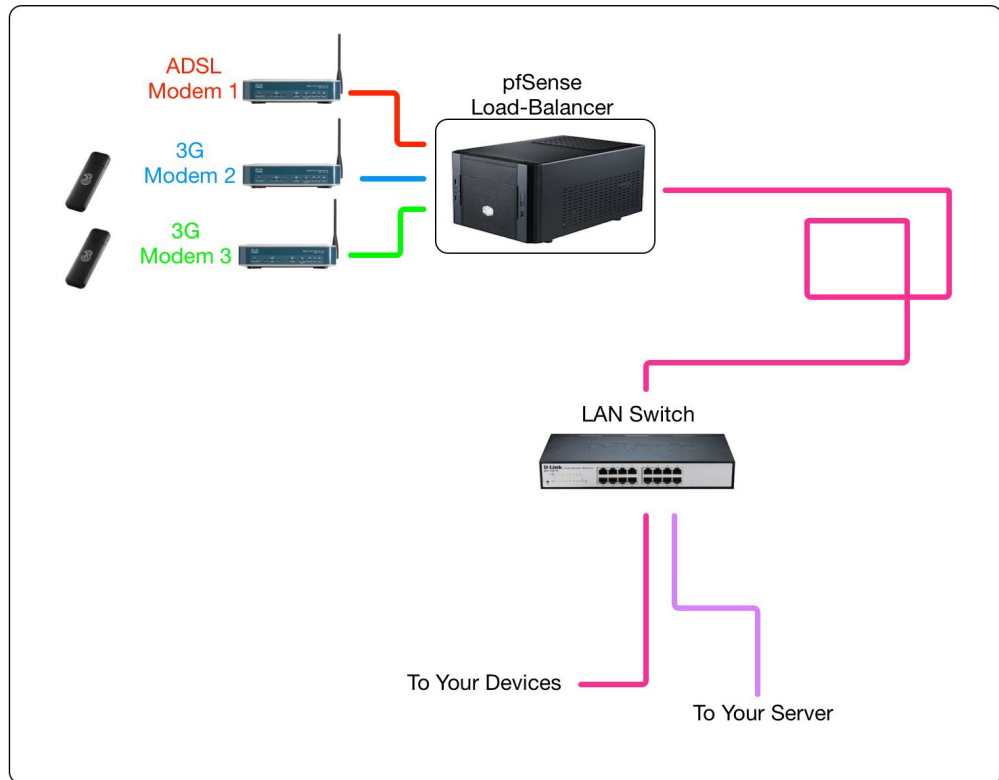 ADSL
Modem 1
pfSense
Load-Balancer
3G
Modem 2
3G
Modem 3
LAN Switch
D-Link
To Your Devices
To Your Server